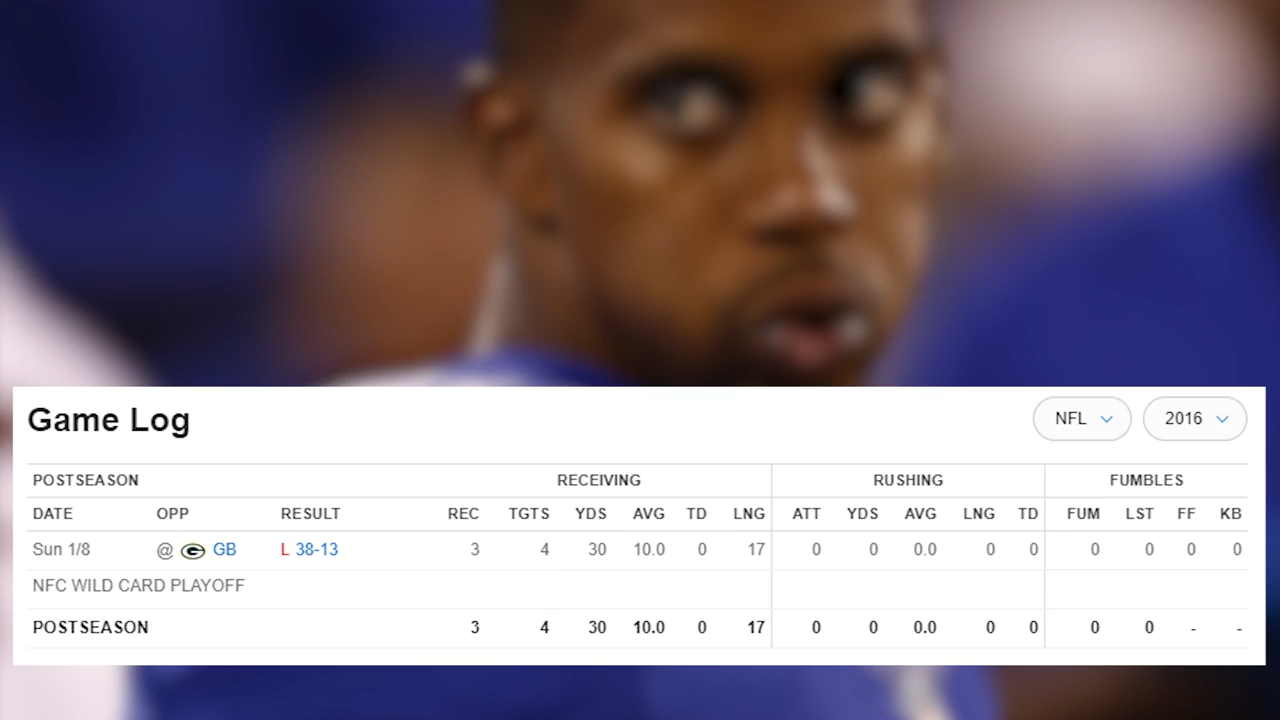 Game Log
NFL 2016
POSTSEASON RECEIVING RUSHING FUMBLES
DATE OPP RESULT REC TGTS YDS AVG TD LNG ATT YDS AVG LNG TD FUM LST FF KB
Sun 1/8 @ GB L 38-13 3 4 30 10.0 0 17 0 0 0.0 0 0 0 0 0 0
NFC WILD CARD PLAYOFF
POSTSEASON 3 4 30 10.0 0 17 0 0 0.0 0 0 0 0 - -